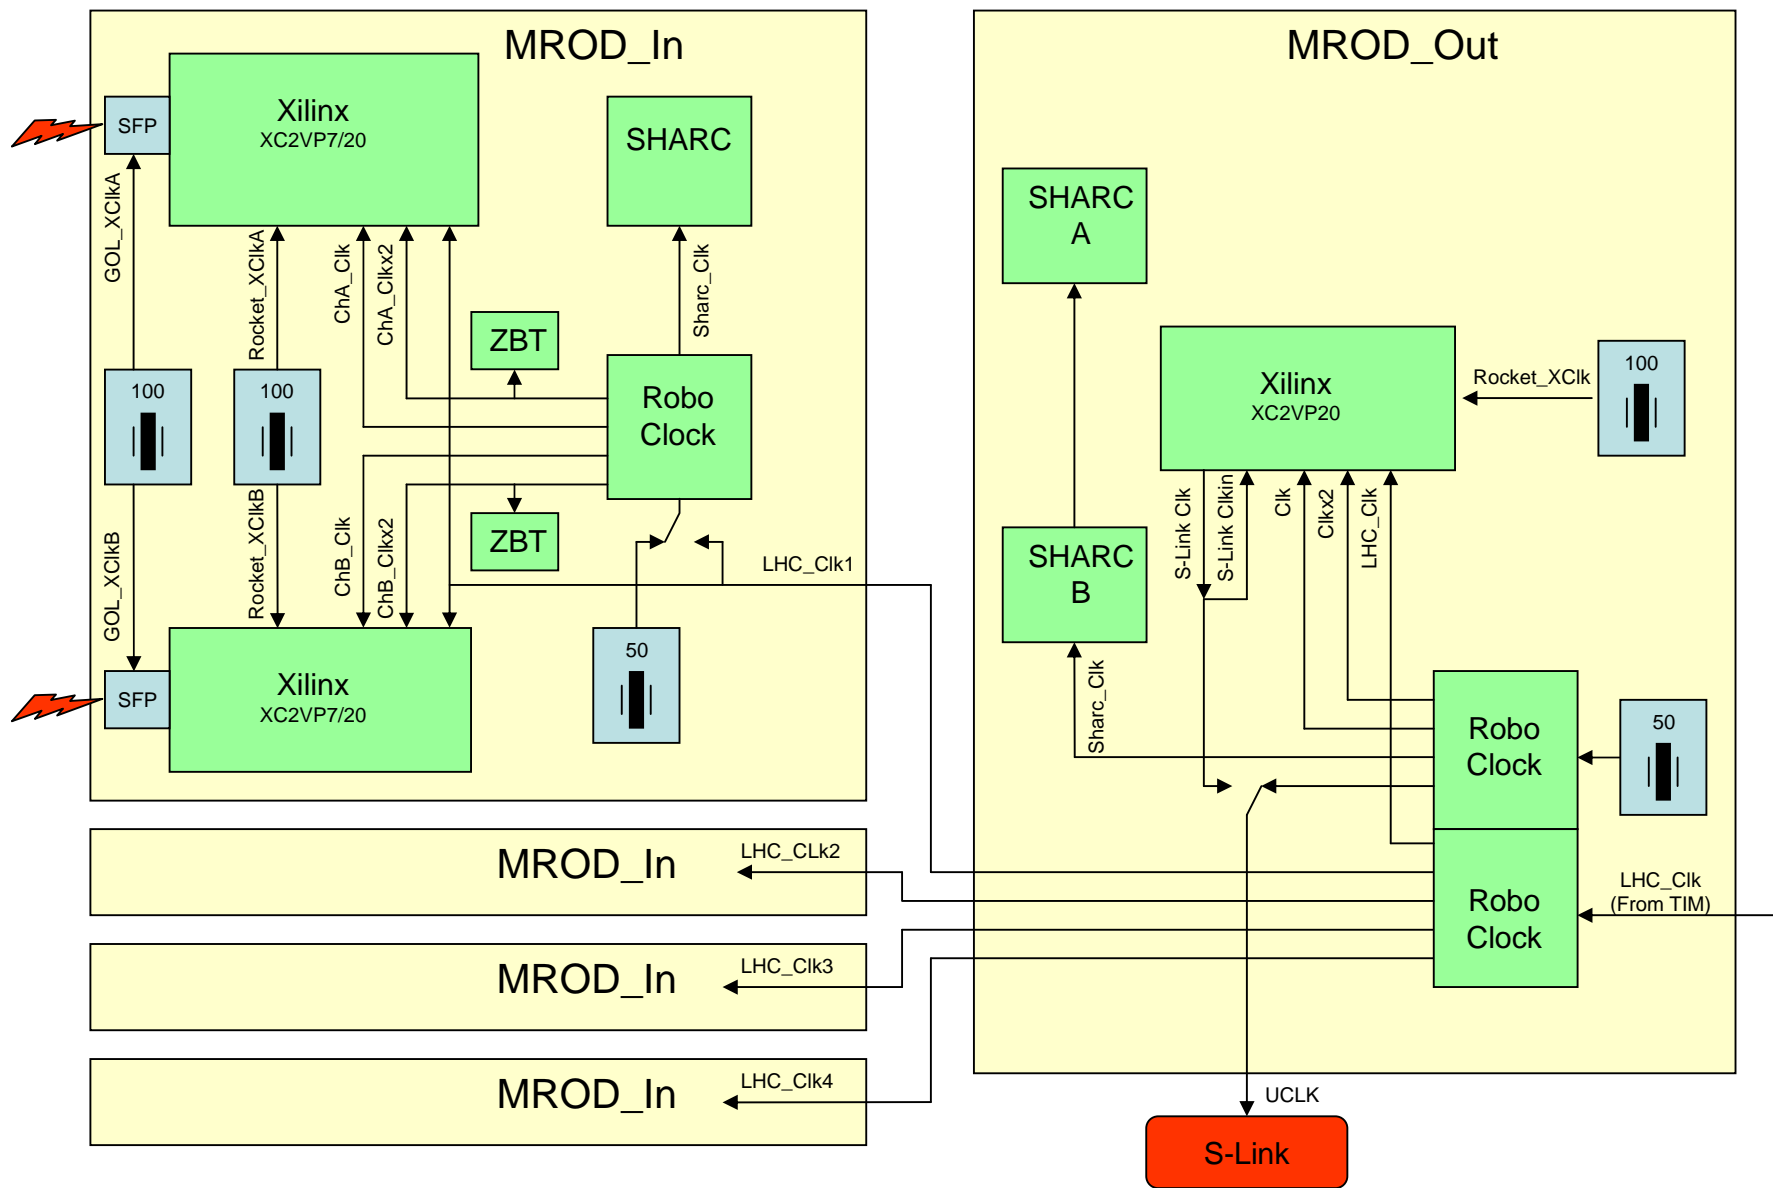 MROD_In
Xilinx
XC2VP7/20
SFP
SHARC
GOL_XClkA
Rocket_XClkA
ChA_Clk
ChA_Clkx2
Sharc_Clk
ZBT
100
100
Robo
Clock
GOL_XClkB
Rocket_XClkB
ChB_Clk
ChB_Clkx2
ZBT
LHC_Clk1
50
Xilinx
XC2VP7/20
SFP
MROD_In
LHC_CLk2
MROD_In
LHC_Clk3
MROD_In
LHC_Clk4
MROD_Out
SHARC
A
Xilinx
XC2VP20
Rocket_XClk
100
S-Link Clk
S-Link Clkin
Clk
Clkx2
LHC_Clk
SHARC
B
Sharc_Clk
Robo
Clock
50
Robo
Clock
LHC_Clk
(From TIM)
UCLK
S-Link